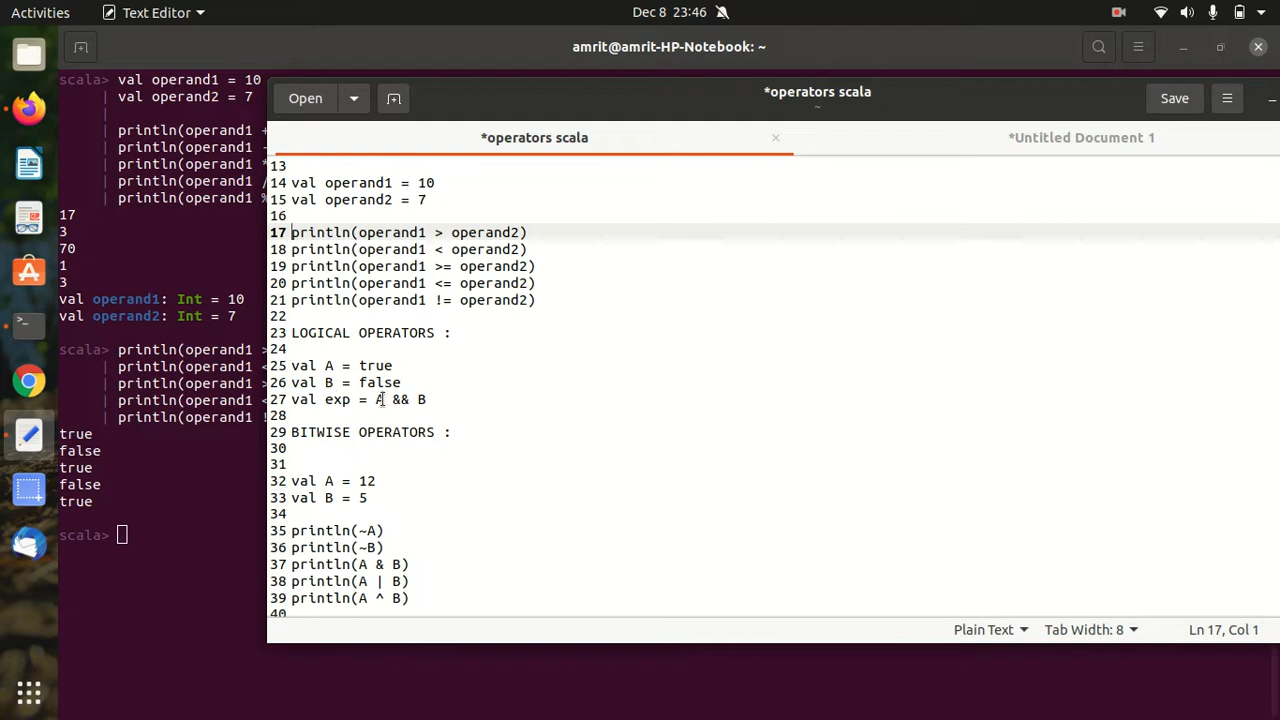 Activities
Text Editor
Dec 8 23:46
amrit@amrit-HP-Notebook: ~
scala> val operand1 = 10
| val operand2 = 7
|
| println(operand1 +
| println(operand1 -
| println(operand1 *
| println(operand1 /
| println(operand1 %
17
3
70
1
3
val operand1: Int = 10
val operand2: Int = 7
scala> println(operand1 >
| println(operand1 <
| println(operand1 >
| println(operand1 <
| println(operand1 !
true
false
true
false
true
scala>
Open
*operators scala
~
Save
*operators scala
*Untitled Document 1
13
14 val operand1 = 10
15 val operand2 = 7
16
17 println(operand1 > operand2)
18 println(operand1 < operand2)
19 println(operand1 >= operand2)
20 println(operand1 <= operand2)
21 println(operand1 != operand2)
22
23 LOGICAL OPERATORS :
24
25 val A = true
26 val B = false
27 val exp = A && B
28
29 BITWISE OPERATORS :
30
31
32 val A = 12
33 val B = 5
34
35 println(~A)
36 println(~B)
37 println(A & B)
38 println(A | B)
39 println(A ^ B)
40
Plain Text
Tab Width: 8
Ln 17, Col 1